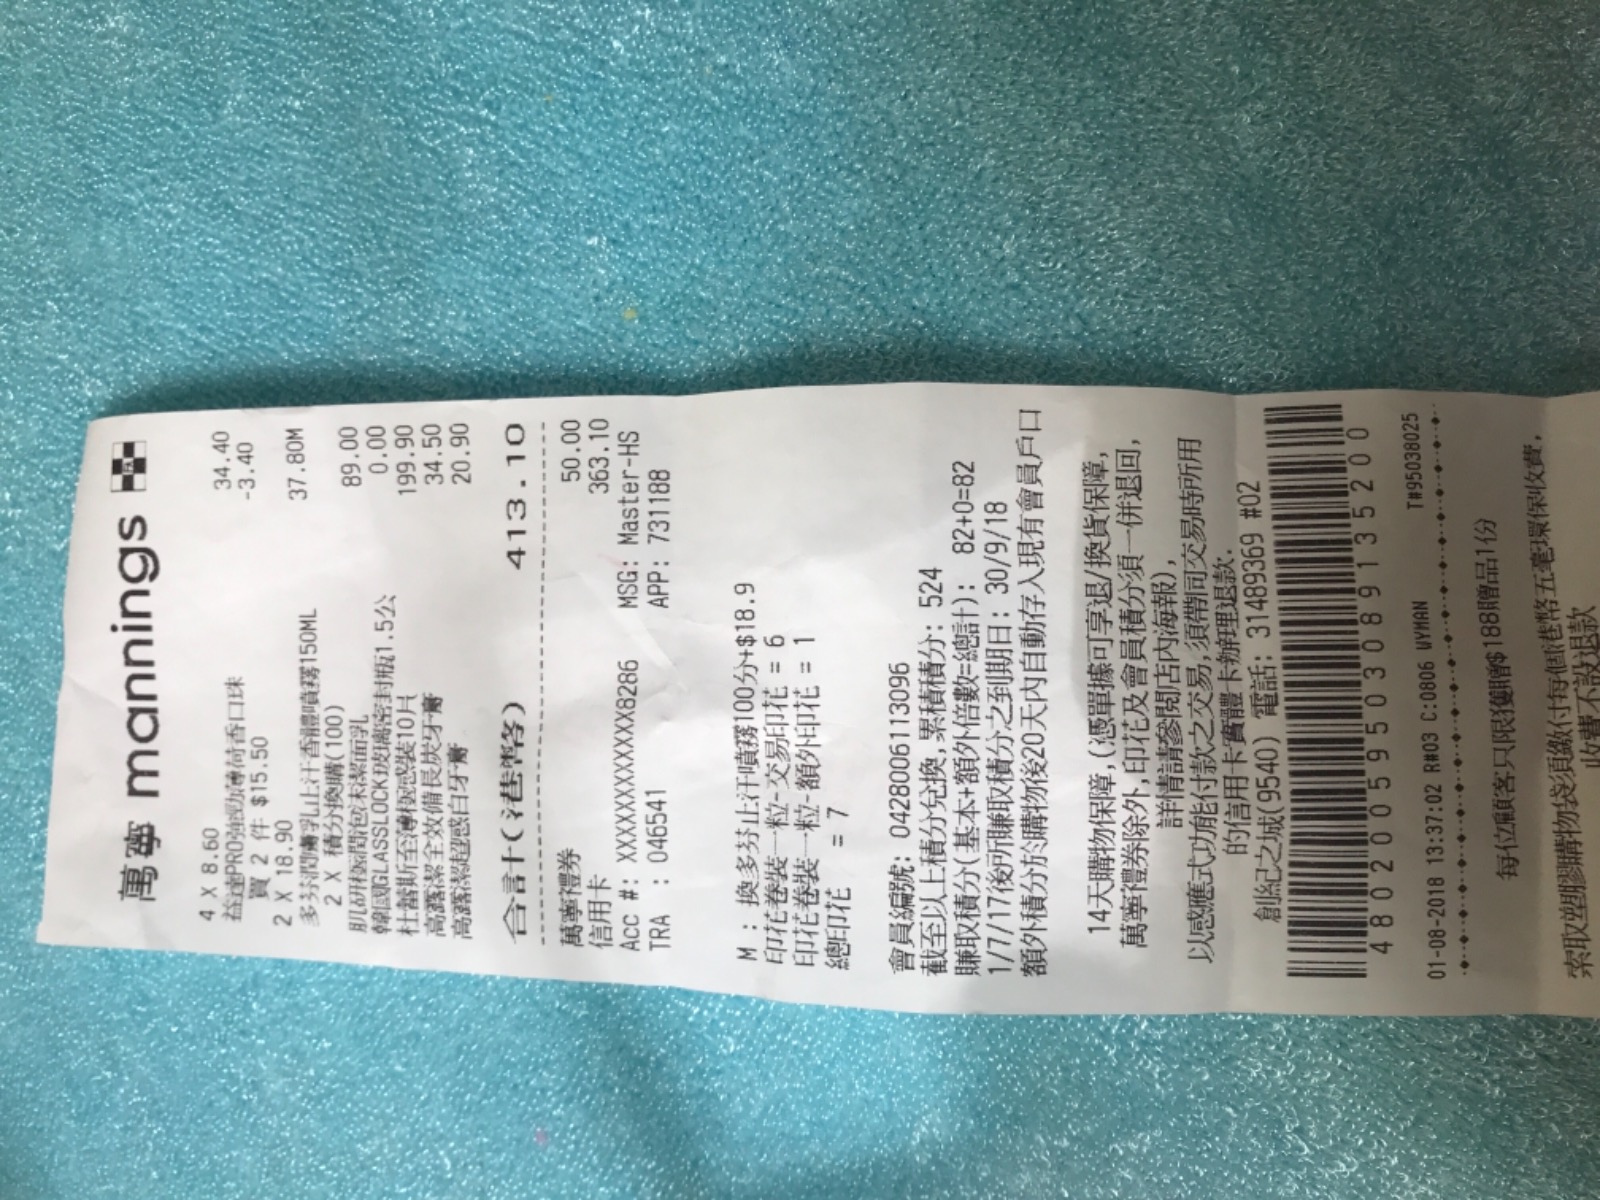 萬寧 mannings
4 X 8.60
益達PRO強勁薄荷香口珠 34.40
買 2 件 $15.50 -3.40
2 X 18.90
多芬潤膚乳止汗香體噴霧150ML 37.80M
2 X 積分換購(100)
肌研極潤泡沫潔面乳 89.00
韓國GLASSLOCK玻璃密封瓶1.5公 0.00
杜蕾斯至薄極感裝10片 199.90
高露潔全效備長炭牙膏 34.50
高露潔超感白牙膏 20.90
合計(港幣) 413.10
萬寧禮券 50.00
信用卡 363.10
Acc #: XXXXXXXXXXXX8286 MSG: Master-HS
TRA : 046541 APP: 731188
M : 換多芬止汗噴霧100分+$18.9
印花卷裝一粒-交易印花 = 6
印花卷裝一粒-額外印花 = 1
總印花 = 7
會員編號: 0428006113096
截至以上積分兌換,累積積分: 524
賺取積分(基本+額外倍數=總計): 82+0=82
1/7/17後所賺取積分之到期日: 30/9/18
額外積分於購物後20天內自動存入現有會員戶口
14天購物保障,(憑單據可享退/換貨保障,
萬寧禮券除外,印花及會員積分須一併退回,
詳情請參閱店內海報),
以感應式功能付款之交易,須帶同交易時所用
的信用卡實體卡辦理退款.
創紀之城(9540) 電話: 31489369 #02
4802005950308913​5200
01-08-2018 13:37:02 R#03 C:0806 WYMAN T#95038025
每位顧客只限獲贈$188贈品1份
索取塑膠購物袋須繳付每個港幣五毫環保收費,
收費不設退款